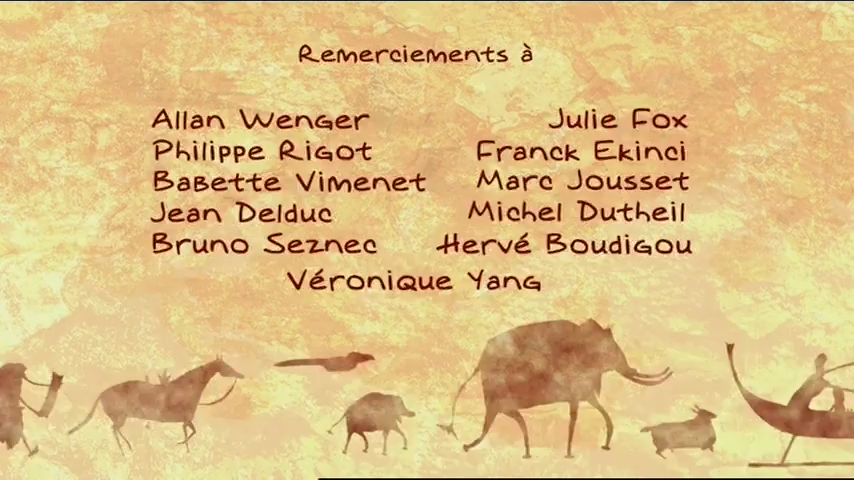 Remerciements à
Allan Wenger Julie Fox
Philippe Rigot Franck Ekinci
Babette Vimenet Marc Jousset
Jean Delduc Michel Dutheil
Bruno Seznec Hervé Boudigou
Véronique Yang